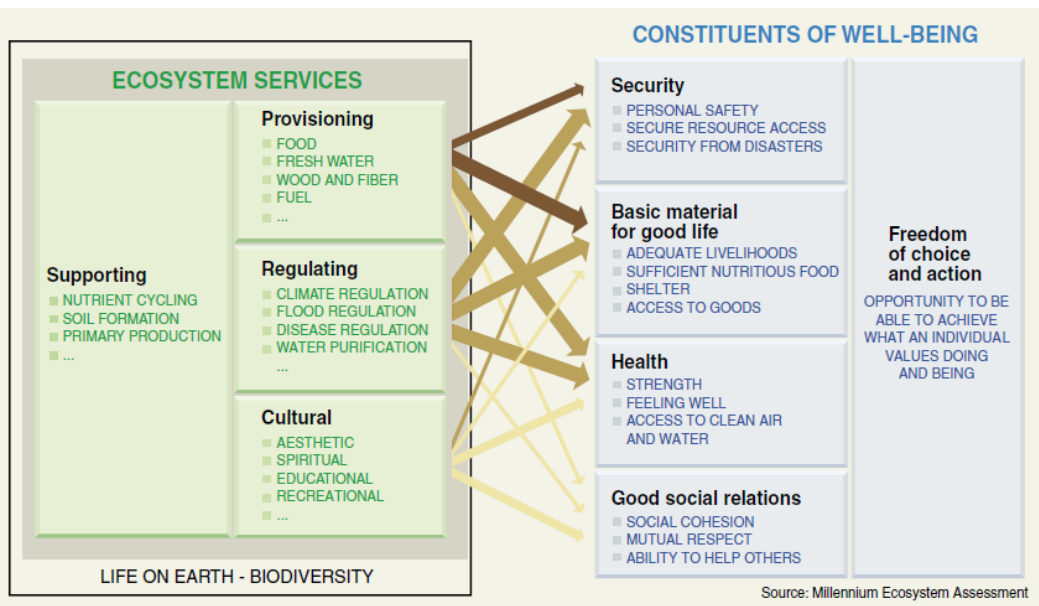 ECOSYSTEM SERVICES
Supporting
NUTRIENT CYCLING
SOIL FORMATION
PRIMARY PRODUCTION
...
Provisioning
FOOD
FRESH WATER
WOOD AND FIBER
FUEL
...
Regulating
CLIMATE REGULATION
FLOOD REGULATION
DISEASE REGULATION
WATER PURIFICATION
...
Cultural
AESTHETIC
SPIRITUAL
EDUCATIONAL
RECREATIONAL
...
LIFE ON EARTH - BIODIVERSITY
CONSTITUENTS OF WELL-BEING
Security
PERSONAL SAFETY
SECURE RESOURCE ACCESS
SECURITY FROM DISASTERS
Basic material
for good life
ADEQUATE LIVELIHOODS
SUFFICIENT NUTRITIOUS FOOD
SHELTER
ACCESS TO GOODS
Health
STRENGTH
FEELING WELL
ACCESS TO CLEAN AIR
AND WATER
Good social relations
SOCIAL COHESION
MUTUAL RESPECT
ABILITY TO HELP OTHERS
Freedom
of choice
and action
OPPORTUNITY TO BE
ABLE TO ACHIEVE
WHAT AN INDIVIDUAL
VALUES DOING
AND BEING
Source: Millennium Ecosystem Assessment